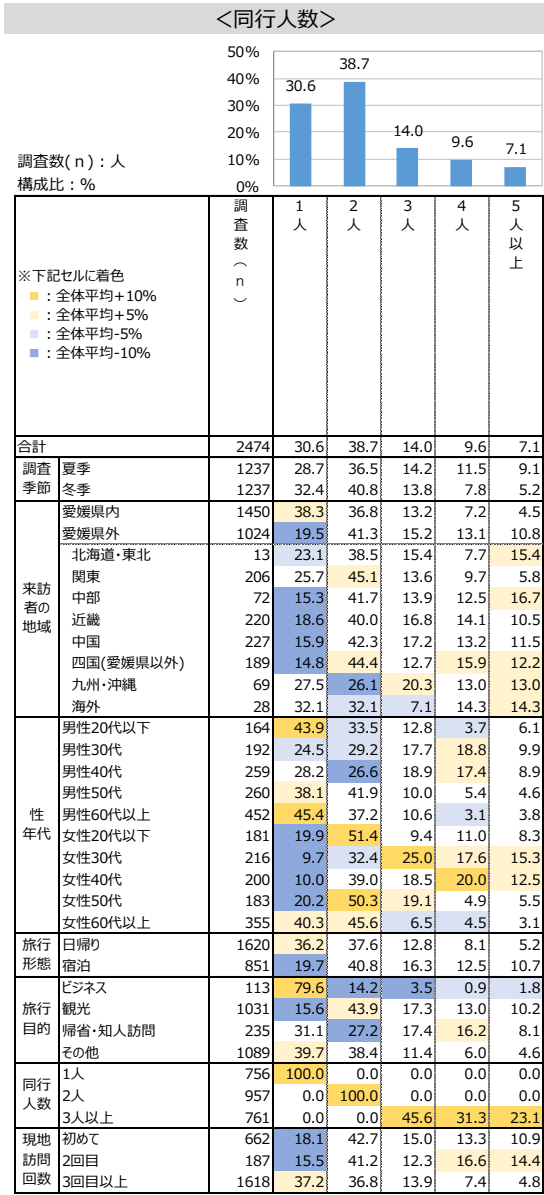 ＜同行人数＞
50%
40%
30%
20%
10%
0%
30.6
38.7
14.0
9.6
7.1
調査数(ｎ)：人
構成比：%
※下記セルに着色
■：全体平均+10%
■：全体平均+5%
■：全体平均-5%
■：全体平均-10%
調査数（ｎ） 1人 2人 3人 4人 5人以上
合計 2474 30.6 38.7 14.0 9.6 7.1
調査季節
夏季 1237 28.7 36.5 14.2 11.5 9.1
冬季 1237 32.4 40.8 13.8 7.8 5.2
来訪者の地域
愛媛県内 1450 38.3 36.8 13.2 7.2 4.5
愛媛県外 1024 19.5 41.3 15.2 13.1 10.8
北海道・東北 13 23.1 38.5 15.4 7.7 15.4
関東 206 25.7 45.1 13.6 9.7 5.8
中部 72 15.3 41.7 13.9 12.5 16.7
近畿 220 18.6 40.0 16.8 14.1 10.5
中国 227 15.9 42.3 17.2 13.2 11.5
四国(愛媛県以外) 189 14.8 44.4 12.7 15.9 12.2
九州・沖縄 69 27.5 26.1 20.3 13.0 13.0
海外 28 32.1 32.1 7.1 14.3 14.3
性年代
男性20代以下 164 43.9 33.5 12.8 3.7 6.1
男性30代 192 24.5 29.2 17.7 18.8 9.9
男性40代 259 28.2 26.6 18.9 17.4 8.9
男性50代 260 38.1 41.9 10.0 5.4 4.6
男性60代以上 452 45.4 37.2 10.6 3.1 3.8
女性20代以下 181 19.9 51.4 9.4 11.0 8.3
女性30代 216 9.7 32.4 25.0 17.6 15.3
女性40代 200 10.0 39.0 18.5 20.0 12.5
女性50代 183 20.2 50.3 19.1 4.9 5.5
女性60代以上 355 40.3 45.6 6.5 4.5 3.1
旅行形態
日帰り 1620 36.2 37.6 12.8 8.1 5.2
宿泊 851 19.7 40.8 16.3 12.5 10.7
旅行目的
ビジネス 113 79.6 14.2 3.5 0.9 1.8
観光 1031 15.6 43.9 17.3 13.0 10.2
帰省・知人訪問 235 31.1 27.2 17.4 16.2 8.1
その他 1089 39.7 38.4 11.4 6.0 4.6
同行人数
1人 756 100.0 0.0 0.0 0.0 0.0
2人 957 0.0 100.0 0.0 0.0 0.0
3人以上 761 0.0 0.0 45.6 31.3 23.1
現地訪問回数
初めて 662 18.1 42.7 15.0 13.3 10.9
2回目 187 15.5 41.2 12.3 16.6 14.4
3回目以上 1618 37.2 36.8 13.9 7.4 4.8